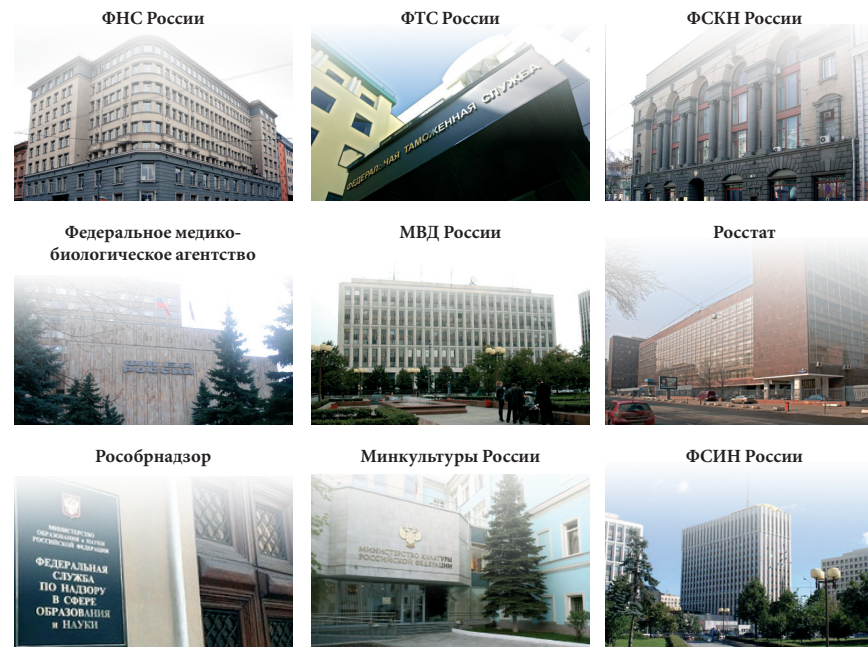 ФНС России
ФТС России
ФСКН России
ФЕДЕРАЛЬНАЯ ТАМОЖЕННАЯ СЛУЖБА
Федеральное медико-
биологическое агентство
МВД России
Росстат
Рособрнадзор
Минкультуры России
ФСИН России
МИНИСТЕРСТВО
ОБРАЗОВАНИЯ и НАУКИ
РОССИЙСКОЙ ФЕДЕРАЦИИ
ФЕДЕРАЛЬНАЯ
СЛУЖБА
ПО НАДЗОРУ
В СФЕРЕ
ОБРАЗОВАНИЯ
и НАУКИ
МИНИСТЕРСТВО КУЛЬТУРЫ
РОССИЙСКОЙ ФЕДЕРАЦИИ